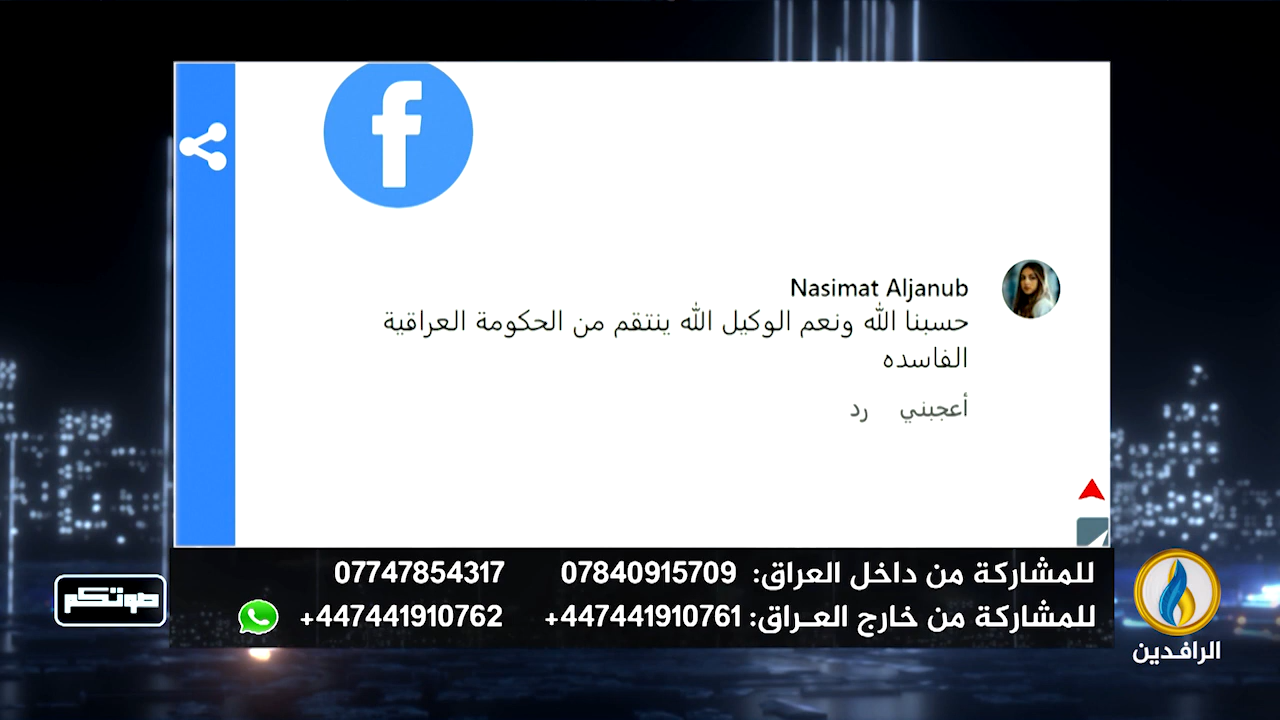 f
Nasimat Aljanub
حسبنا الله ونعم الوكيل الله ينتقم من الحكومة العراقية
الفاسده
أعجبني رد
للمشاركة من داخل العراق: 07840915709 07747854317
للمشاركة من خارج العـراق: 447441910761+ 447441910762+
صوتكم
الرافدين